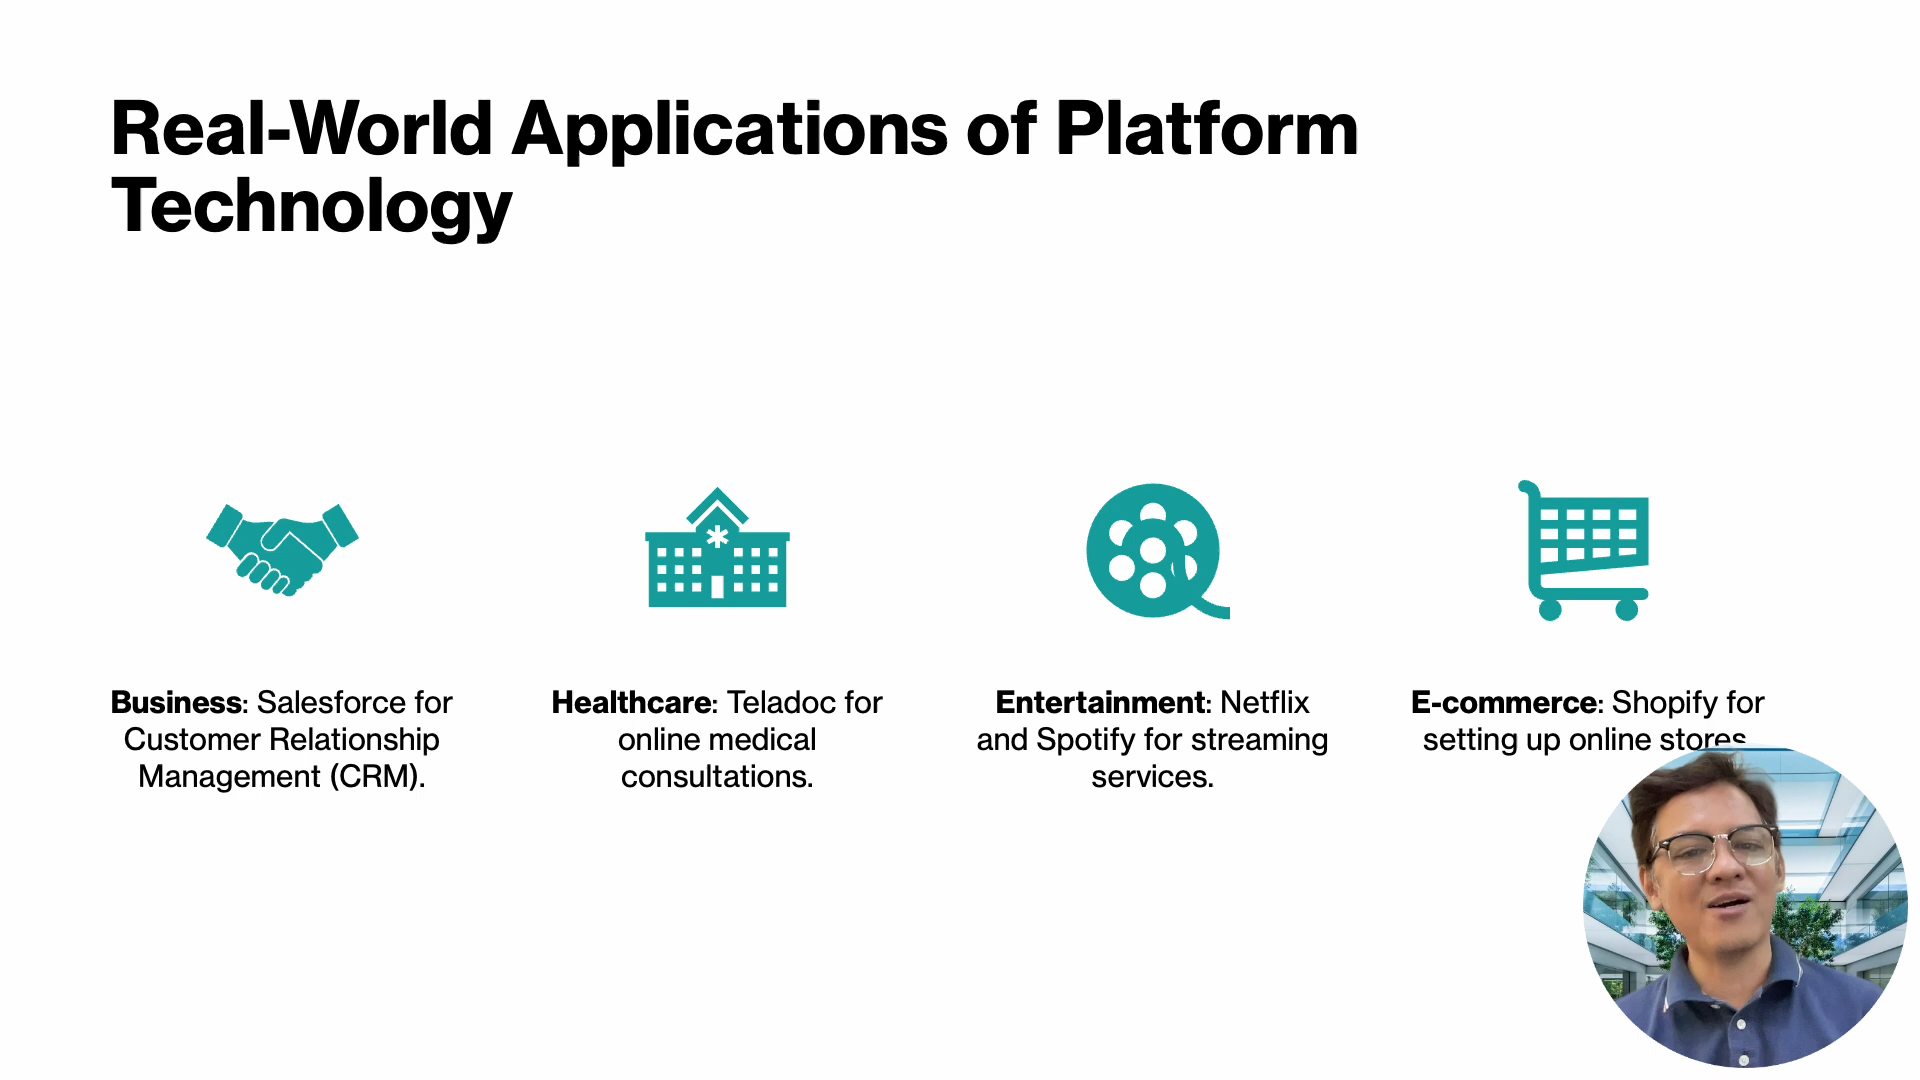 Real-World Applications of Platform
Technology
Business: Salesforce for
Customer Relationship
Management (CRM).
Healthcare: Teladoc for
online medical
consultations.
Entertainment: Netflix
and Spotify for streaming
services.
E-commerce: Shopify for
setting up online stores